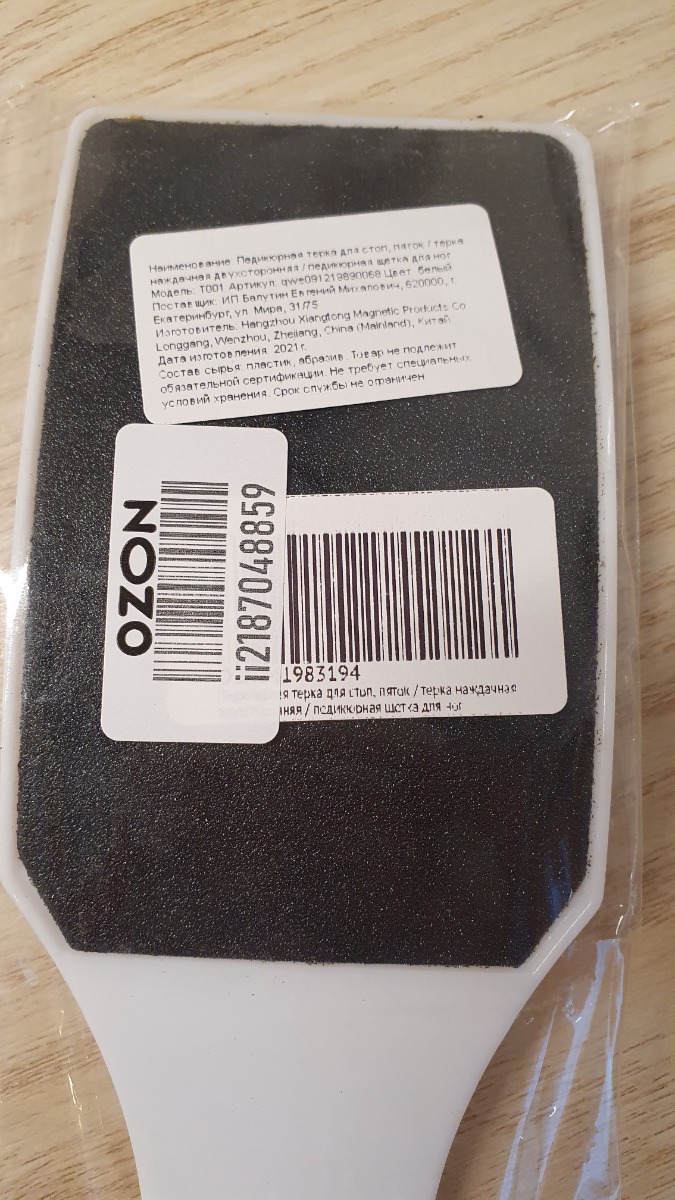 Наименование: Педикюрная терка для стоп, пяток / терка
наждачная двухсторонняя / педикюрная щетка для ног
Модель: T001 Артикул: qwe091219890068 Цвет: белый
Поставщик: ИП Балутин Евгений Михалович, 620000, г.
Екатеринбург, ул. Мира, 31/75
Изготовитель: Hangzhou Xiangtong Magnetic Products Co
Longgang, Wenzhou, Zhejiang, China (Mainland), Китай
Дата изготовления: 2021 г.
Состав сырья: пластик, абразив. Товар не подлежит
обязательной сертификации. Не требует специальных
условий хранения. Срок службы не ограничен
OZON
ii2187048859
1983194
терка для стоп, пяток / терка наждачная
/ педикюрная щетка для ног